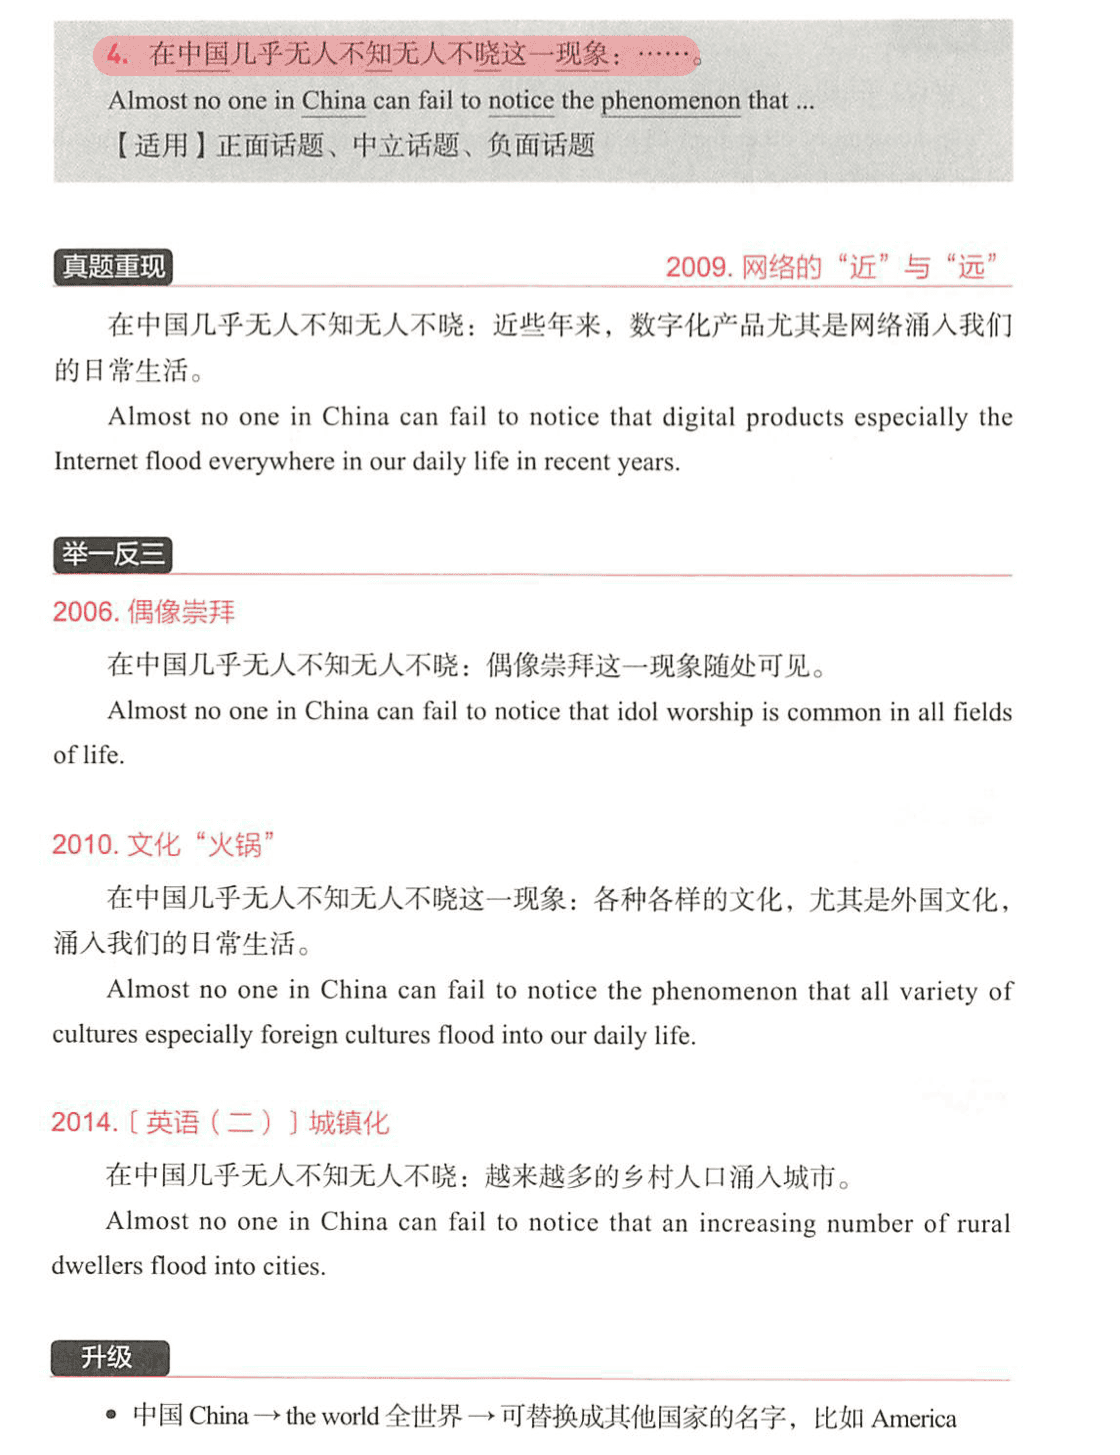 4. 在中国几乎无人不知无人不晓这一现象：……。
Almost no one in China can fail to notice the phenomenon that ...
【适用】正面话题、中立话题、负面话题
真题重现
2009. 网络的“近”与“远”
在中国几乎无人不知无人不晓：近些年来，数字化产品尤其是网络涌入我们
的日常生活。
Almost no one in China can fail to notice that digital products especially the
Internet flood everywhere in our daily life in recent years.
举一反三
2006. 偶像崇拜
在中国几乎无人不知无人不晓：偶像崇拜这一现象随处可见。
Almost no one in China can fail to notice that idol worship is common in all fields
of life.
2010. 文化“火锅”
在中国几乎无人不知无人不晓这一现象：各种各样的文化，尤其是外国文化，
涌入我们的日常生活。
Almost no one in China can fail to notice the phenomenon that all variety of
cultures especially foreign cultures flood into our daily life.
2014.［英语（二）］城镇化
在中国几乎无人不知无人不晓：越来越多的乡村人口涌入城市。
Almost no one in China can fail to notice that an increasing number of rural
dwellers flood into cities.
升级
• 中国 China → the world 全世界 → 可替换成其他国家的名字，比如 America